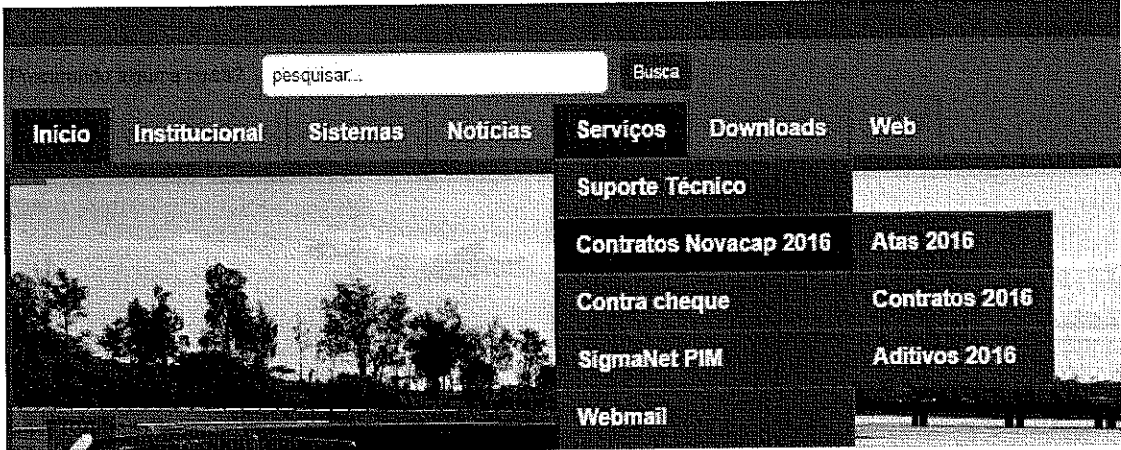 pesquisar... Busca
Início Institucional Sistemas Notícias Serviços Downloads Web
Suporte Técnico
Contratos Novacap 2016 Atas 2016
Contra cheque Contratos 2016
SigmaNet PIM Aditivos 2016
Webmail